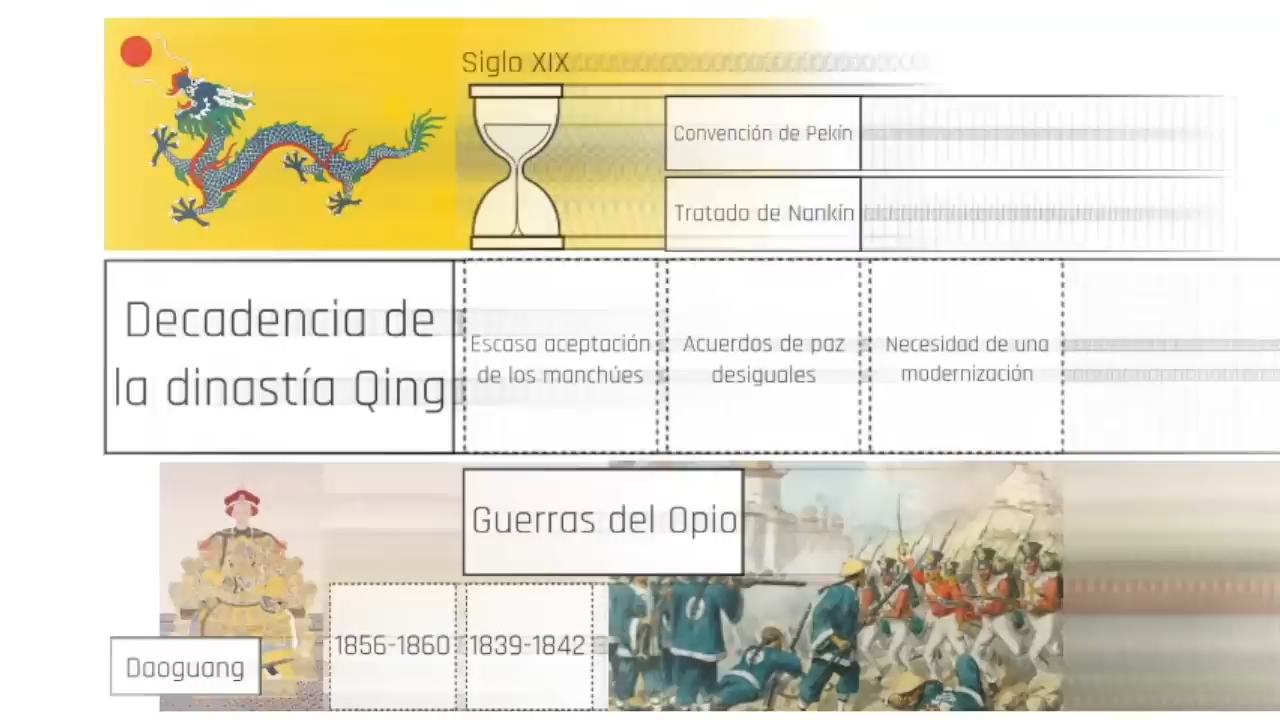 Siglo XIX
Convención de Pekín
Tratado de Nankín
Decadencia de
la dinastía Qing
Escasa aceptación
de los manchúes
Acuerdos de paz
desiguales
Necesidad de una
modernización
Guerras del Opio
1856-1860
1839-1842
Daoguang